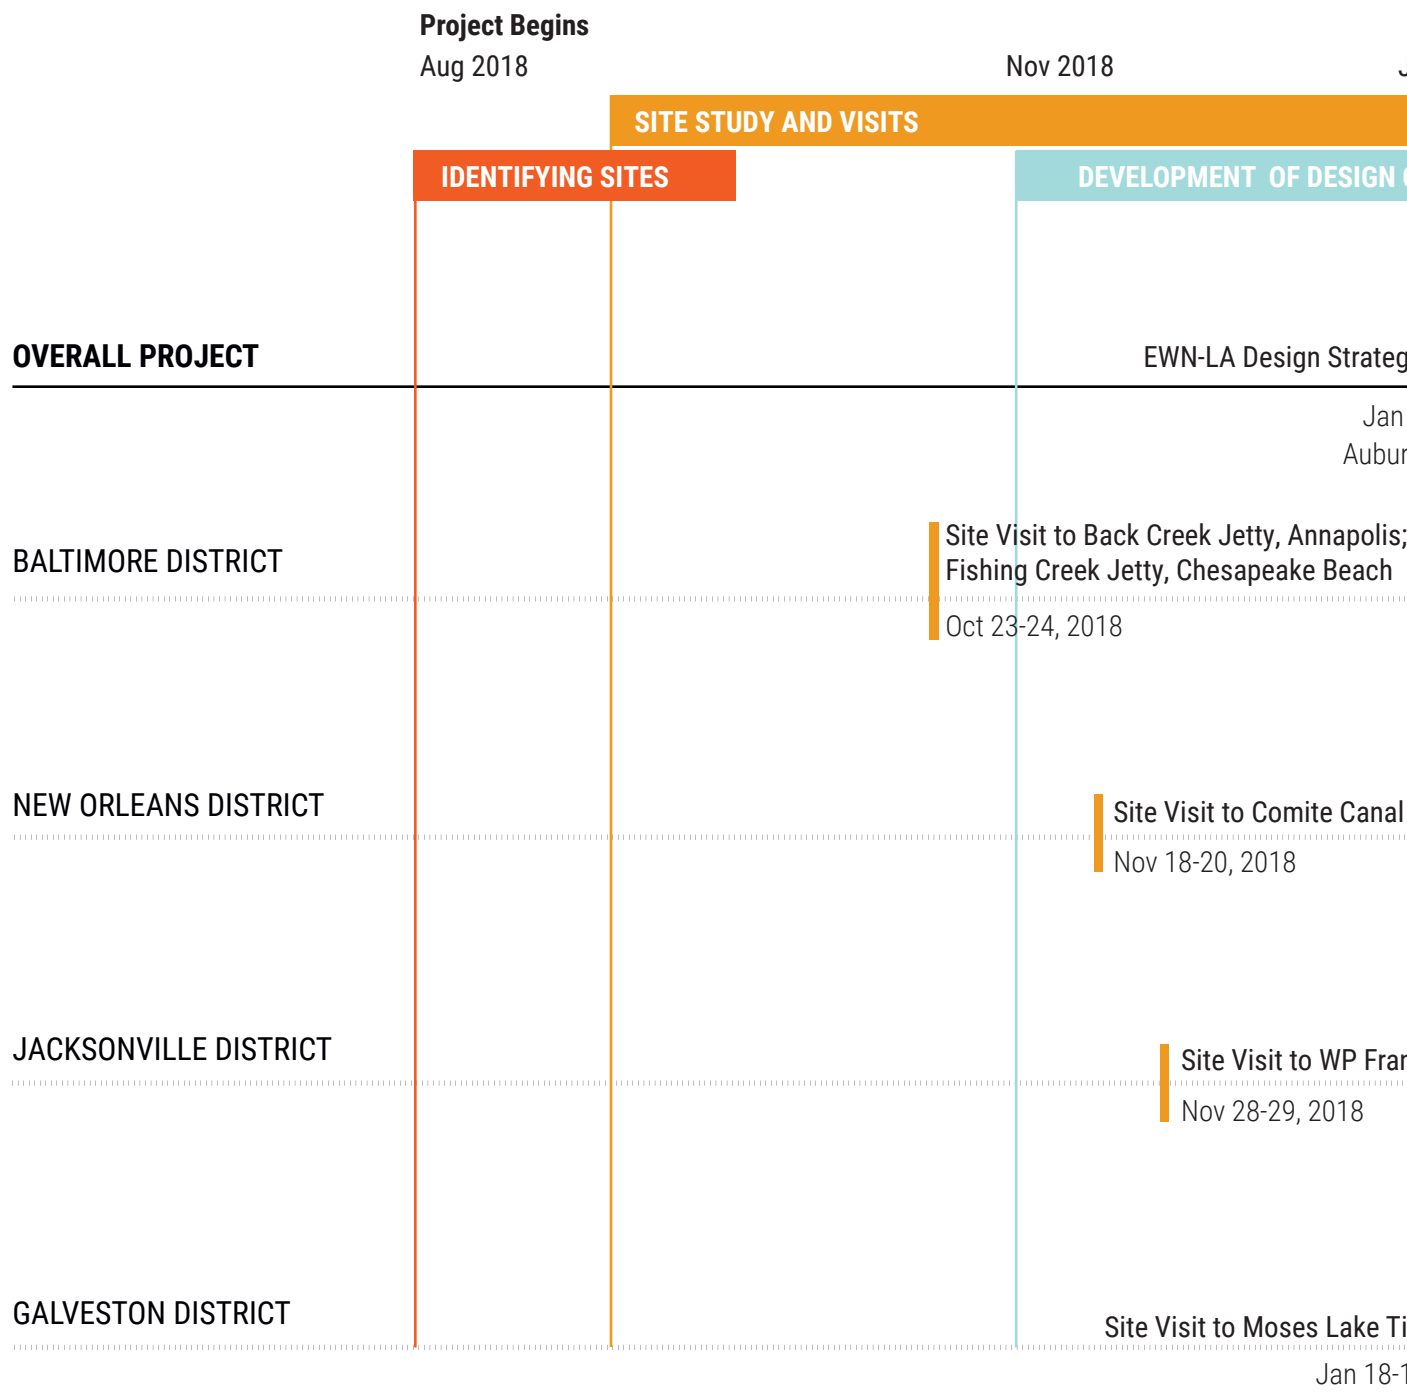 Project Begins
Aug 2018
Nov 2018
SITE STUDY AND VISITS
IDENTIFYING SITES
DEVELOPMENT OF DESIGN
OVERALL PROJECT
EWN-LA Design
Jan
BALTIMORE DISTRICT
Site Visit to Back Creek Jetty, Annapolis;
Fishing Creek Jetty, Chesapeake Beach
Oct 23-24, 2018
NEW ORLEANS DISTRICT
Site Visit to Comite Canal
Nov 18-20, 2018
JACKSONVILLE DISTRICT
Site Visit to WP
Nov 28-29, 2018
GALVESTON DISTRICT
Site Visit to Moses Lake
Jan